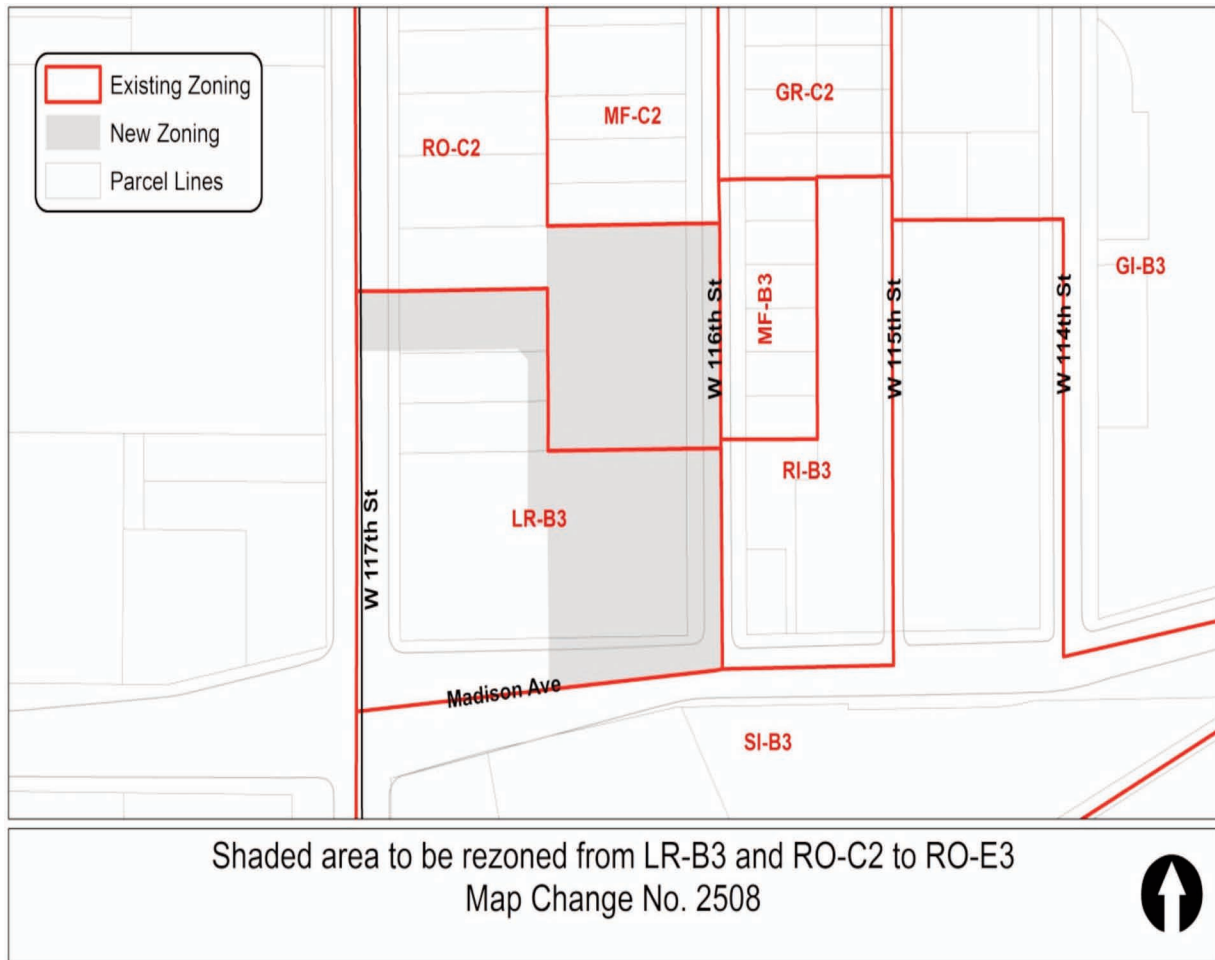 Existing Zoning
New Zoning
Parcel Lines
RO-C2
MF-C2
GR-C2
GI-B3
MF-B3
W 116th St
W 115th St
W 114th St
RI-B3
LR-B3
W 117th St
Madison Ave
SI-B3
Shaded area to be rezoned from LR-B3 and RO-C2 to RO-E3
Map Change No. 2508